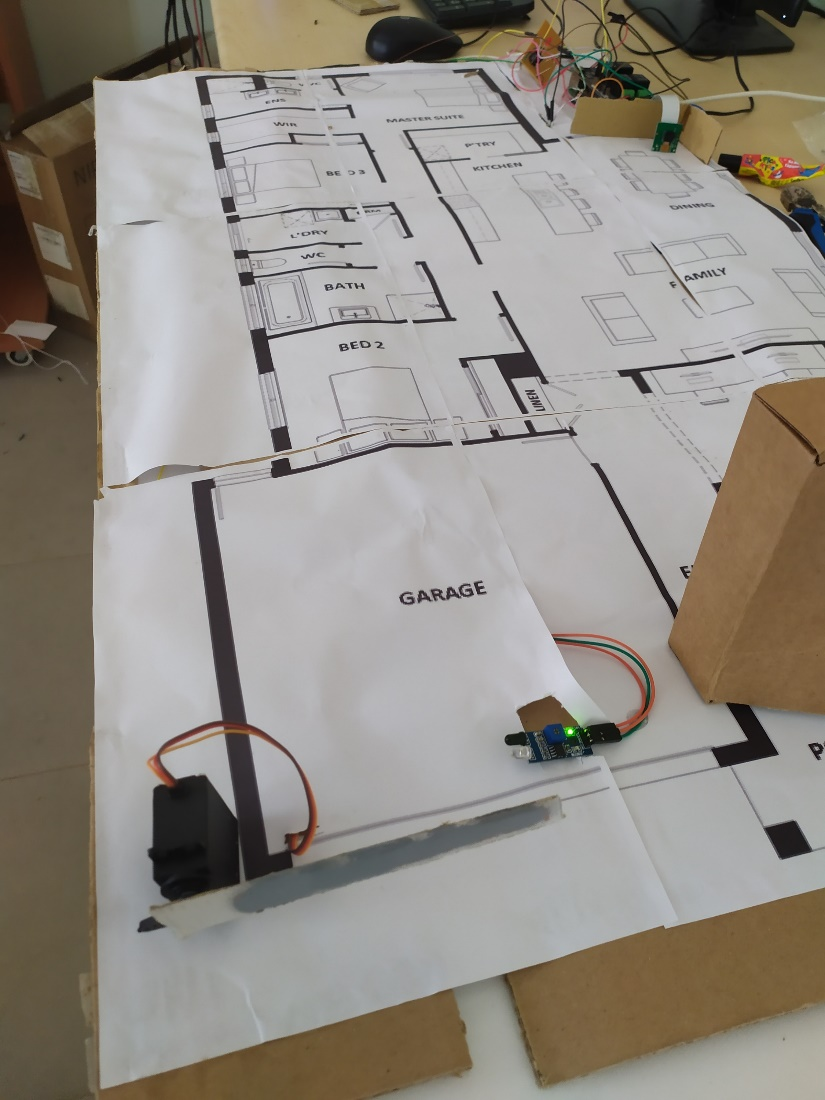 ENS
WIR
MASTER SUITE
P'TRY
KITCHEN
BED 3
DINING
L'DRY
WC
BATH
FAMILY
BED 2
LINEN
GARAGE